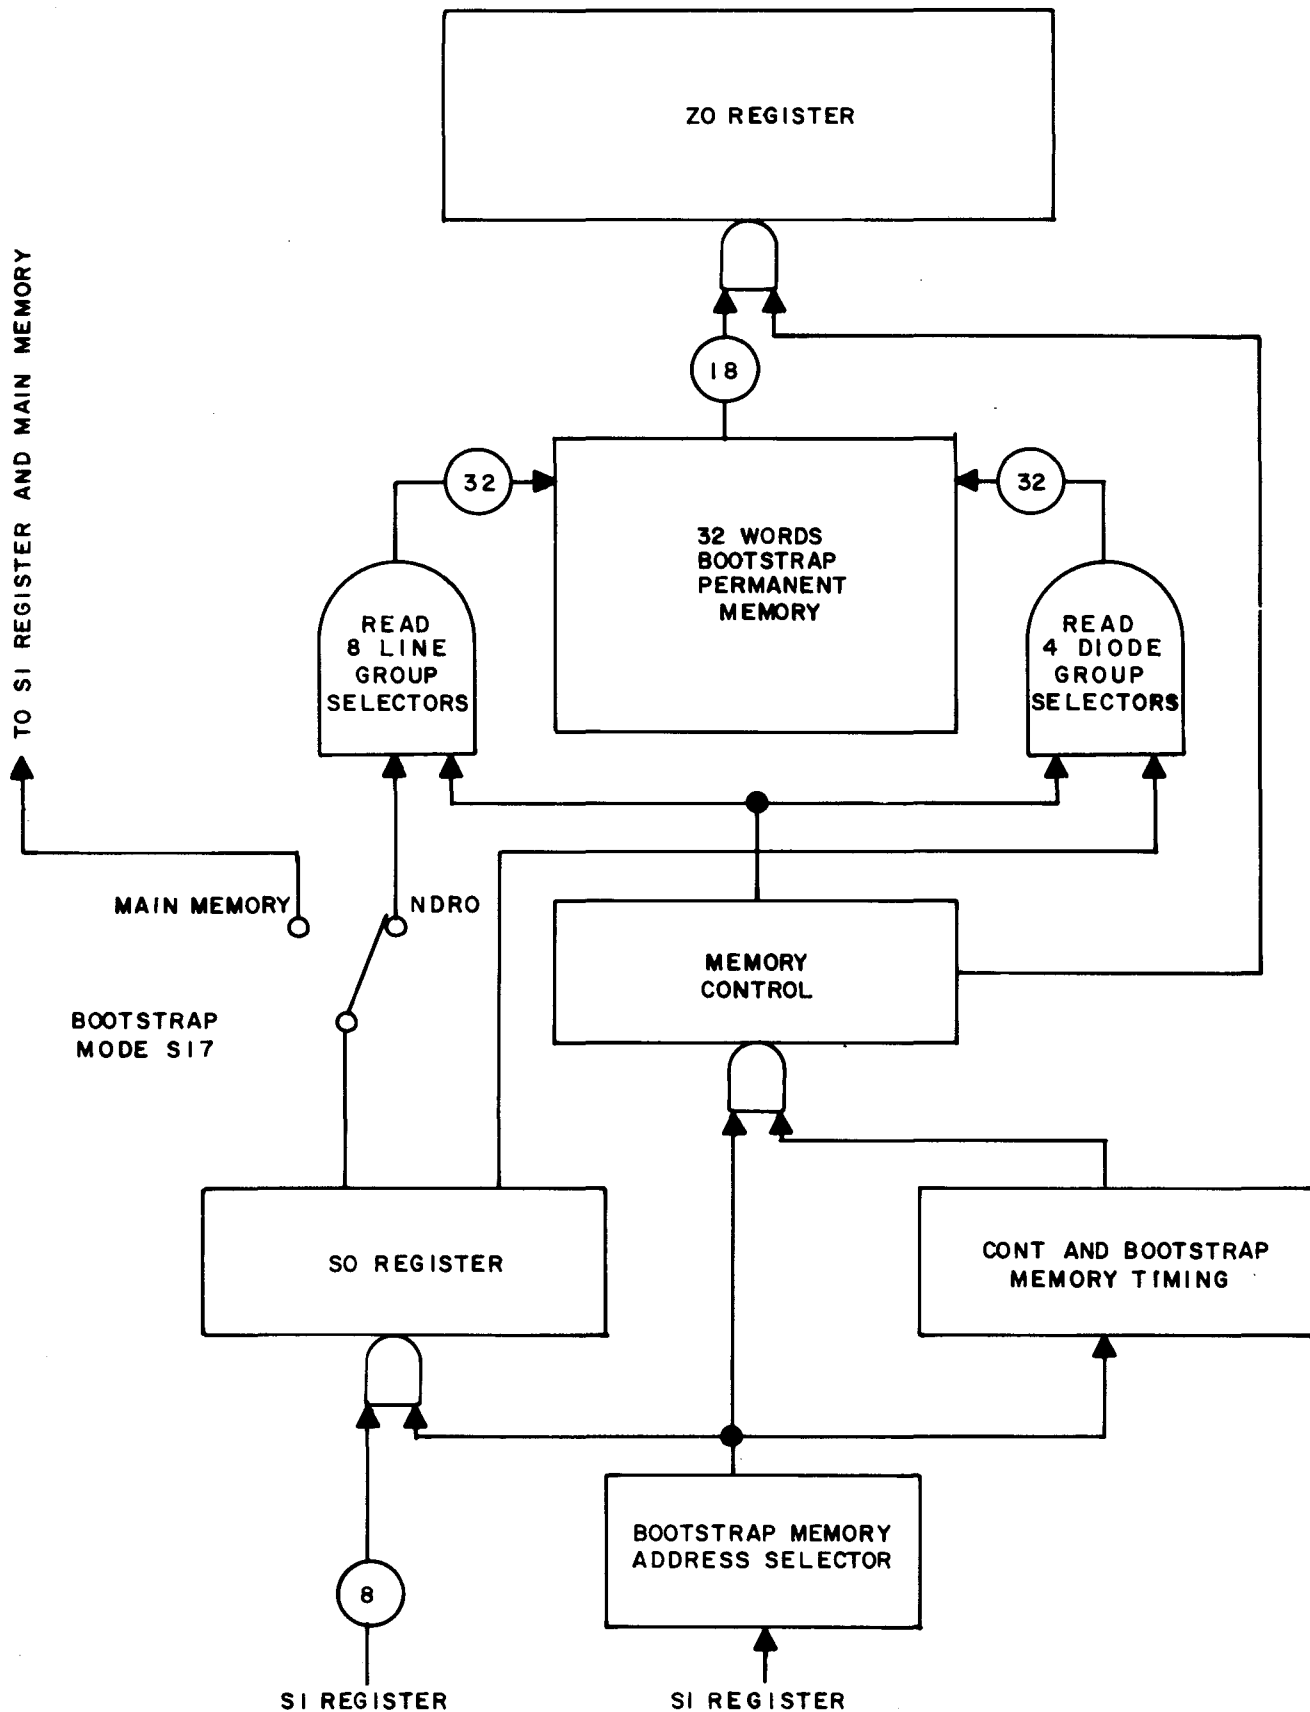 ZO REGISTER
TO SI REGISTER AND MAIN MEMORY
18
32
32
32 WORDS
BOOTSTRAP
PERMANENT
MEMORY
READ
8 LINE
GROUP
SELECTORS
READ
4 DIODE
GROUP
SELECTORS
MAIN MEMORY
NDRO
MEMORY
CONTROL
BOOTSTRAP
MODE S17
SO REGISTER
CONT AND BOOTSTRAP
MEMORY TIMING
BOOTSTRAP MEMORY
ADDRESS SELECTOR
8
SI REGISTER
SI REGISTER